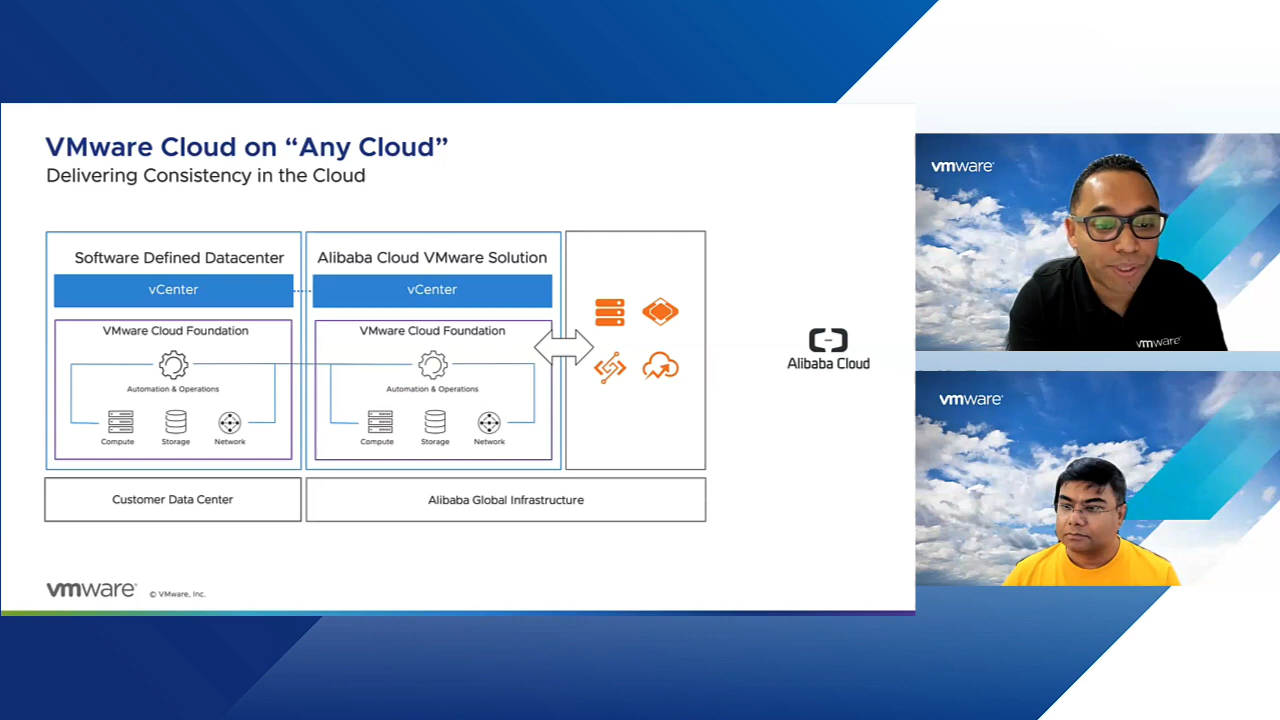 VMware Cloud on “Any Cloud”
Delivering Consistency in the Cloud
Software Defined Datacenter
vCenter
VMware Cloud Foundation
Automation & Operations
Compute
Storage
Network
Alibaba Cloud VMware Solution
vCenter
VMware Cloud Foundation
Automation & Operations
Compute
Storage
Network
Customer Data Center
Alibaba Global Infrastructure
Alibaba Cloud
vmware®
© VMware, Inc.
vmware®
vmware®
vmware®